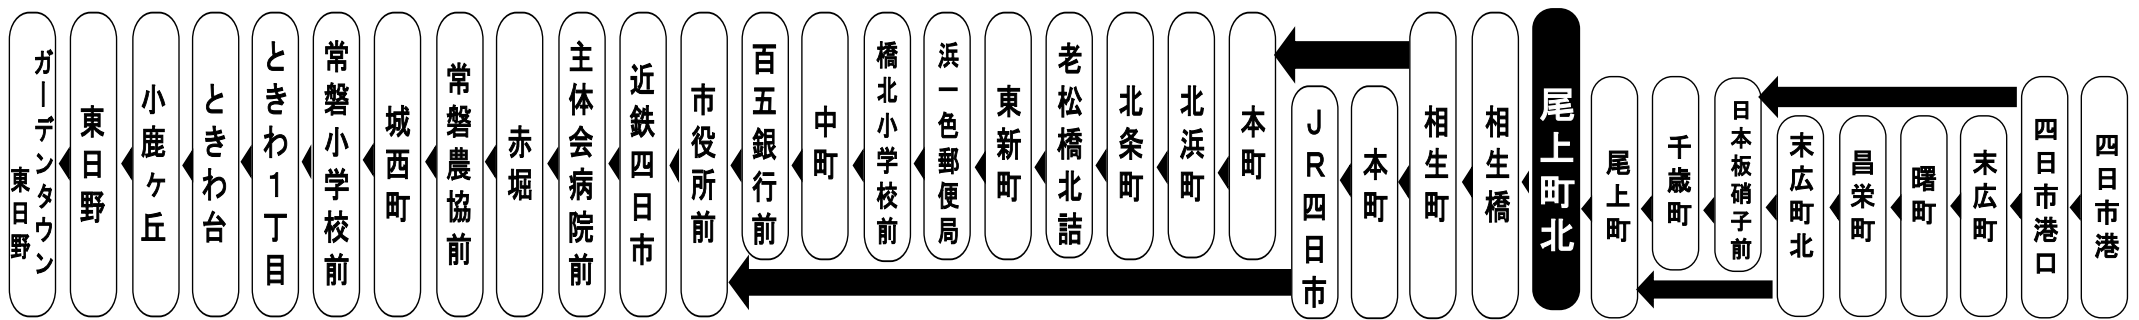 四日市港
四日市港口
末広町
曙町
昌栄町
末広町北
日本板硝子前
千歳町
尾上町
尾上町北
相生橋
相生町
本町
JR四日市
本町
北浜町
北条町
老松橋北詰
東新町
浜一色郵便局
橋北小学校前
中町
百五銀行前
市役所前
近鉄四日市
主体会病院前
赤堀
常磐農協前
城西町
常磐小学校前
ときわ1丁目
ときわ台
小鹿ヶ丘
東日野
ガーデンタウン
東日野